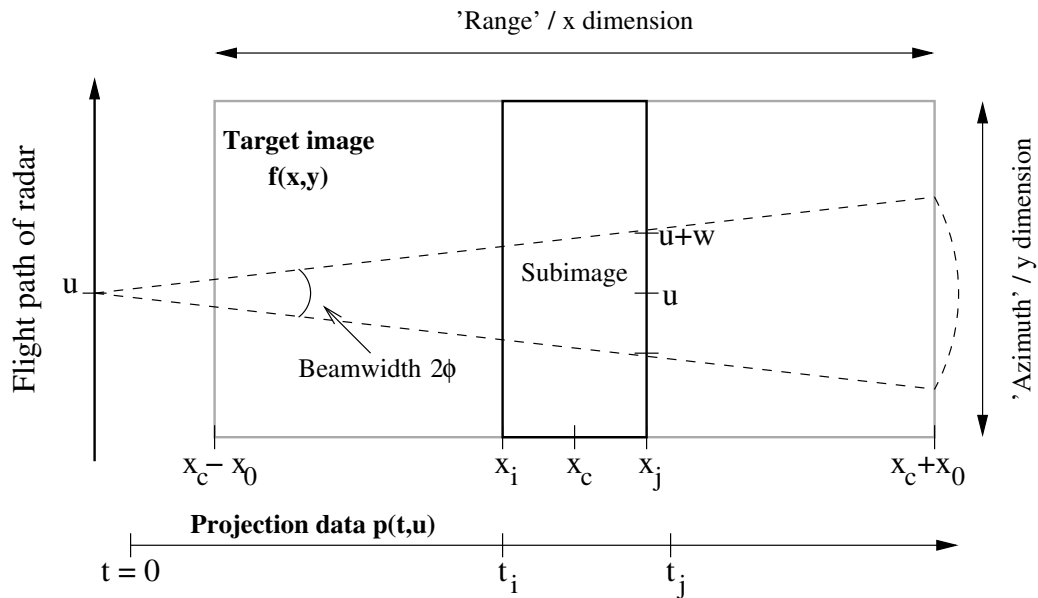 'Range' / x dimension
Target image
f(x,y)
Flight path of radar
u
u+w
Subimage
u
Beamwidth 2ϕ
'Azimuth' / y dimension
x_c − x_0
x_i
x_c
x_j
x_c+x_0
Projection data p(t,u)
t = 0
t_i
t_j